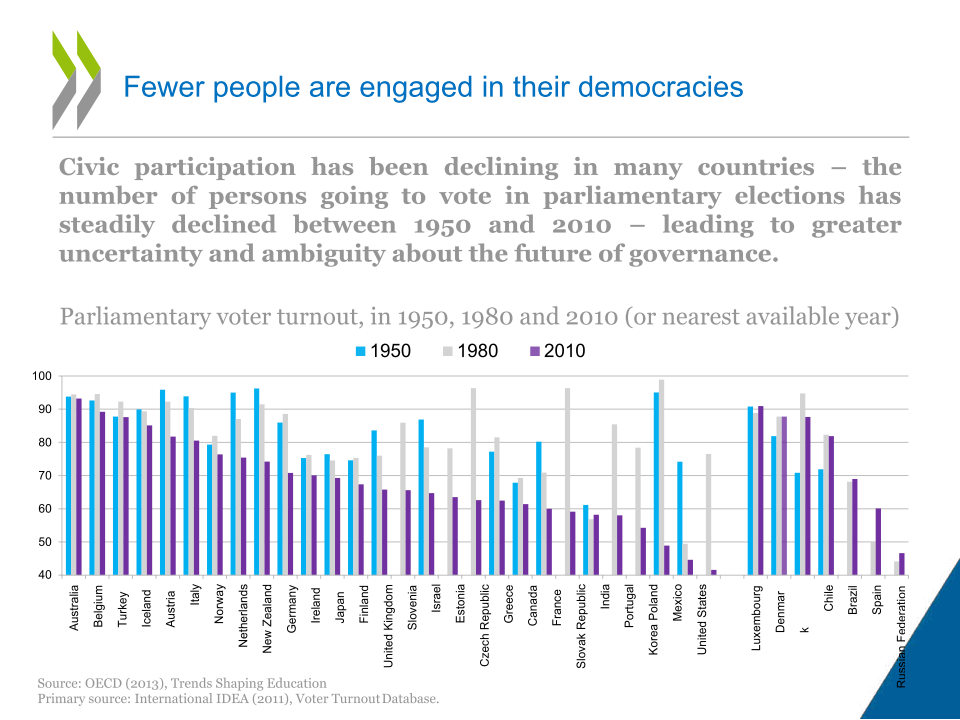 Fewer people are engaged in their democracies
Civic participation has been declining in many countries – the
number of persons going to vote in parliamentary elections has
steadily declined between 1950 and 2010 – leading to greater
uncertainty and ambiguity about the future of governance.
Parliamentary voter turnout, in 1950, 1980 and 2010 (or nearest available year)
1950 1980 2010
100
90
80
70
60
50
40
Australia
Belgium
Turkey
Iceland
Austria
Italy
Norway
Netherlands
New Zealand
Germany
Ireland
Japan
Finland
United Kingdom
Slovenia
Israel
Estonia
Czech Republic
Greece
Canada
France
Slovak Republic
India
Portugal
Korea Poland
Mexico
United States
Luxembourg
Denmar
k
Chile
Brazil
Spain
Russian Federation
Source: OECD (2013), Trends Shaping Education
Primary source: International IDEA (2011), Voter Turnout Database.